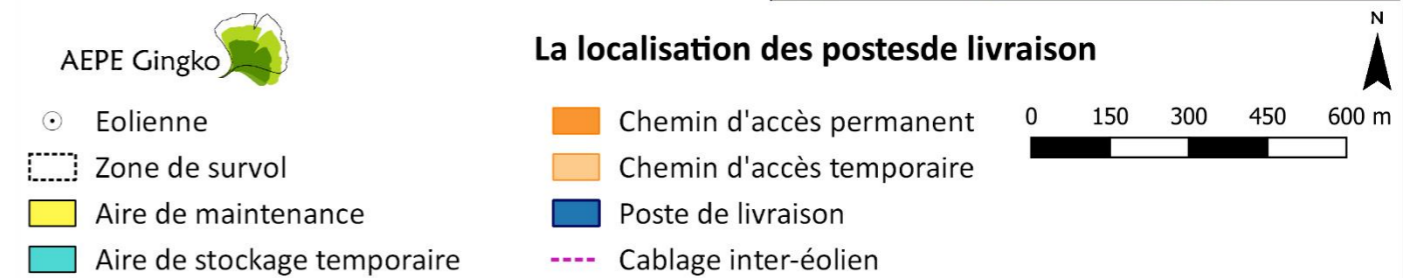 N
La localisation des postesde livraison
AEPE Gingko
Eolienne
Zone de survol
Aire de maintenance
Aire de stockage temporaire
Chemin d'accès permanent
Chemin d'accès temporaire
Poste de livraison
Cablage inter-éolien
0 150 300 450 600 m